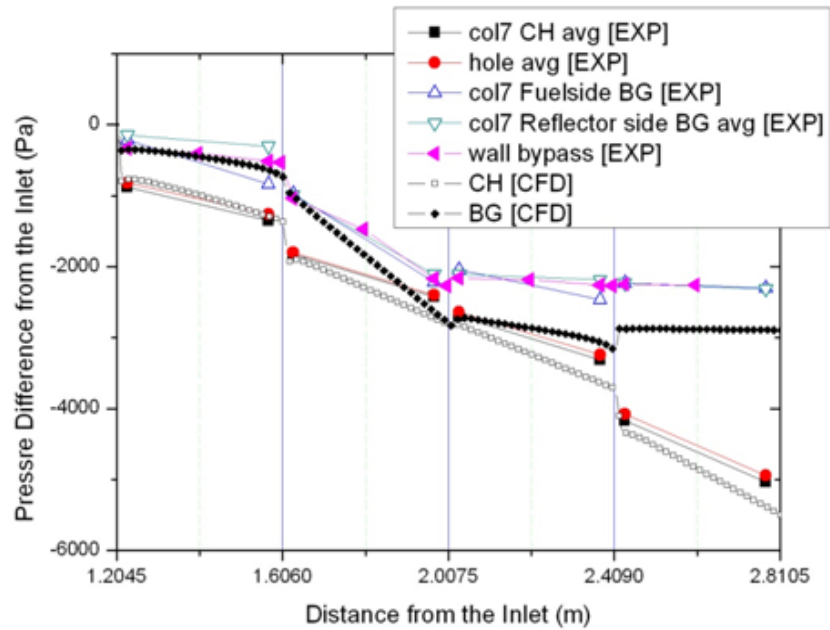 col7 CH avg [EXP]
hole avg [EXP]
col7 Fuelside BG [EXP]
col7 Reflector side BG avg [EXP]
wall bypass [EXP]
CH [CFD]
BG [CFD]
Pressre Difference from the Inlet (Pa)
0
-2000
-4000
-6000
1.2045 1.6060 2.0075 2.4090 2.8105
Distance from the Inlet (m)